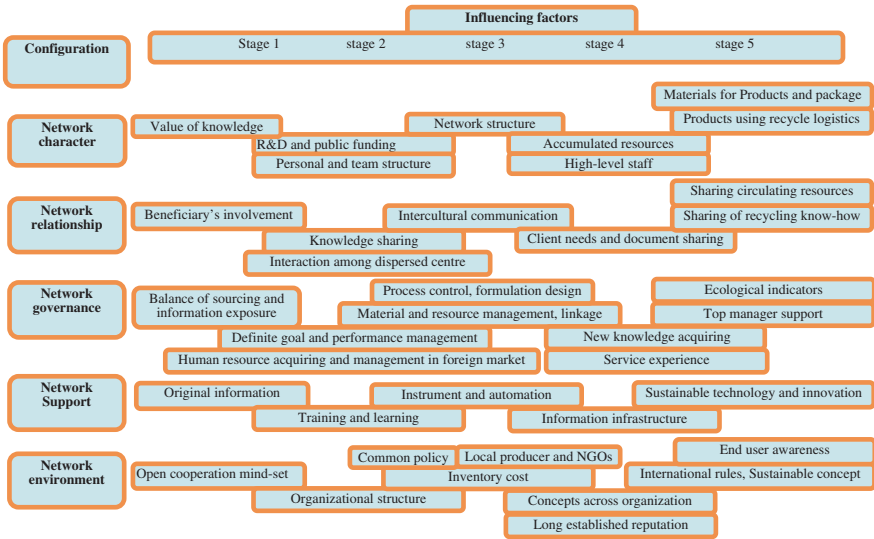 Influencing factors
Configuration
Stage 1 stage 2 stage 3 stage 4 stage 5
Network
character
Materials for Products and package
Value of knowledge
Network structure
Products using recycle logistics
R&D and public funding
Accumulated resources
Personal and team structure
High-level staff
Network
relationship
Sharing circulating resources
Beneficiary's involvement
Intercultural communication
Sharing of recycling know-how
Knowledge sharing
Client needs and document sharing
Interaction among dispersed centre
Network
governance
Balance of sourcing and
information exposure
Process control, formulation design
Ecological indicators
Material and resource management, linkage
Top manager support
Definite goal and performance management
New knowledge acquiring
Human resource acquiring and management in foreign market
Service experience
Network
Support
Original information
Instrument and automation
Sustainable technology and innovation
Training and learning
Information infrastructure
Network
environment
Common policy
Local producer and NGOs
End user awareness
Open cooperation mind-set
Inventory cost
International rules, Sustainable concept
Organizational structure
Concepts across organization
Long established reputation